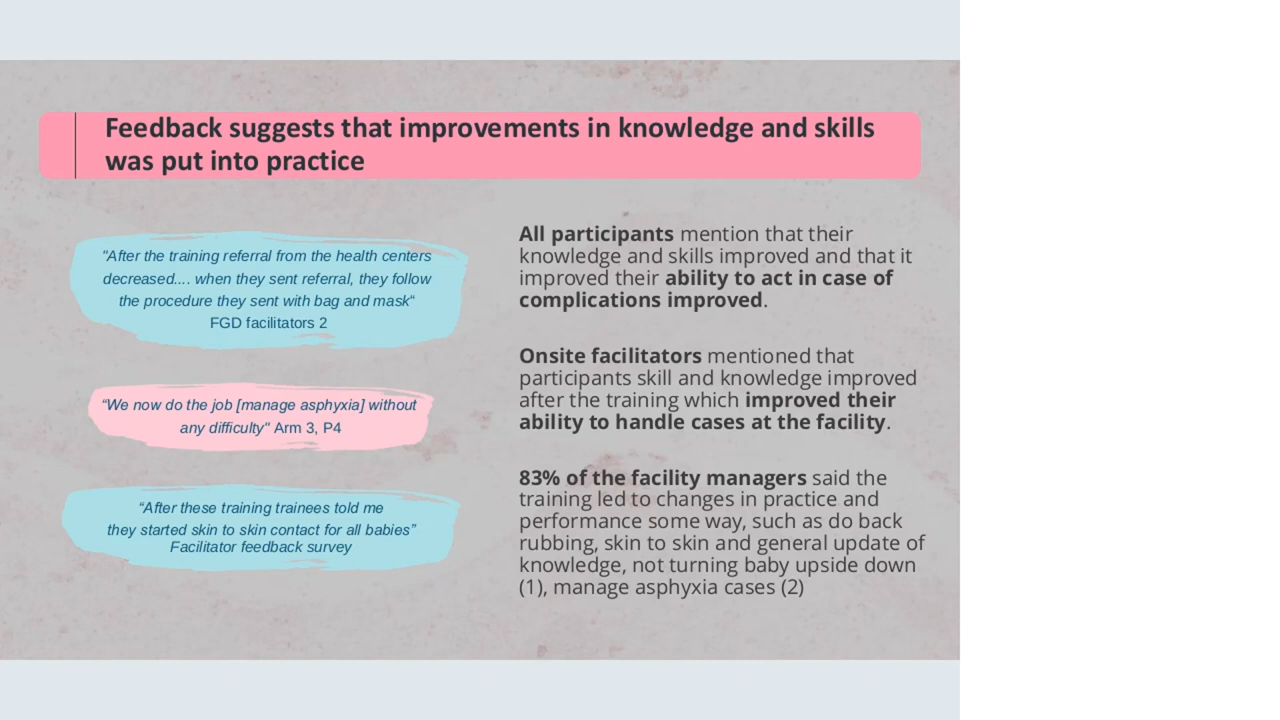 Feedback suggests that improvements in knowledge and skills
was put into practice
"After the training referral from the health centers
decreased.... when they sent referral, they follow
the procedure they sent with bag and mask“
FGD facilitators 2
“We now do the job [manage asphyxia] without
any difficulty" Arm 3, P4
“After these training trainees told me
they started skin to skin contact for all babies”
Facilitator feedback survey
All participants mention that their
knowledge and skills improved and that it
improved their ability to act in case of
complications improved.
Onsite facilitators mentioned that
participants skill and knowledge improved
after the training which improved their
ability to handle cases at the facility.
83% of the facility managers said the
training led to changes in practice and
performance some way, such as do back
rubbing, skin to skin and general update of
knowledge, not turning baby upside down
(1), manage asphyxia cases (2)